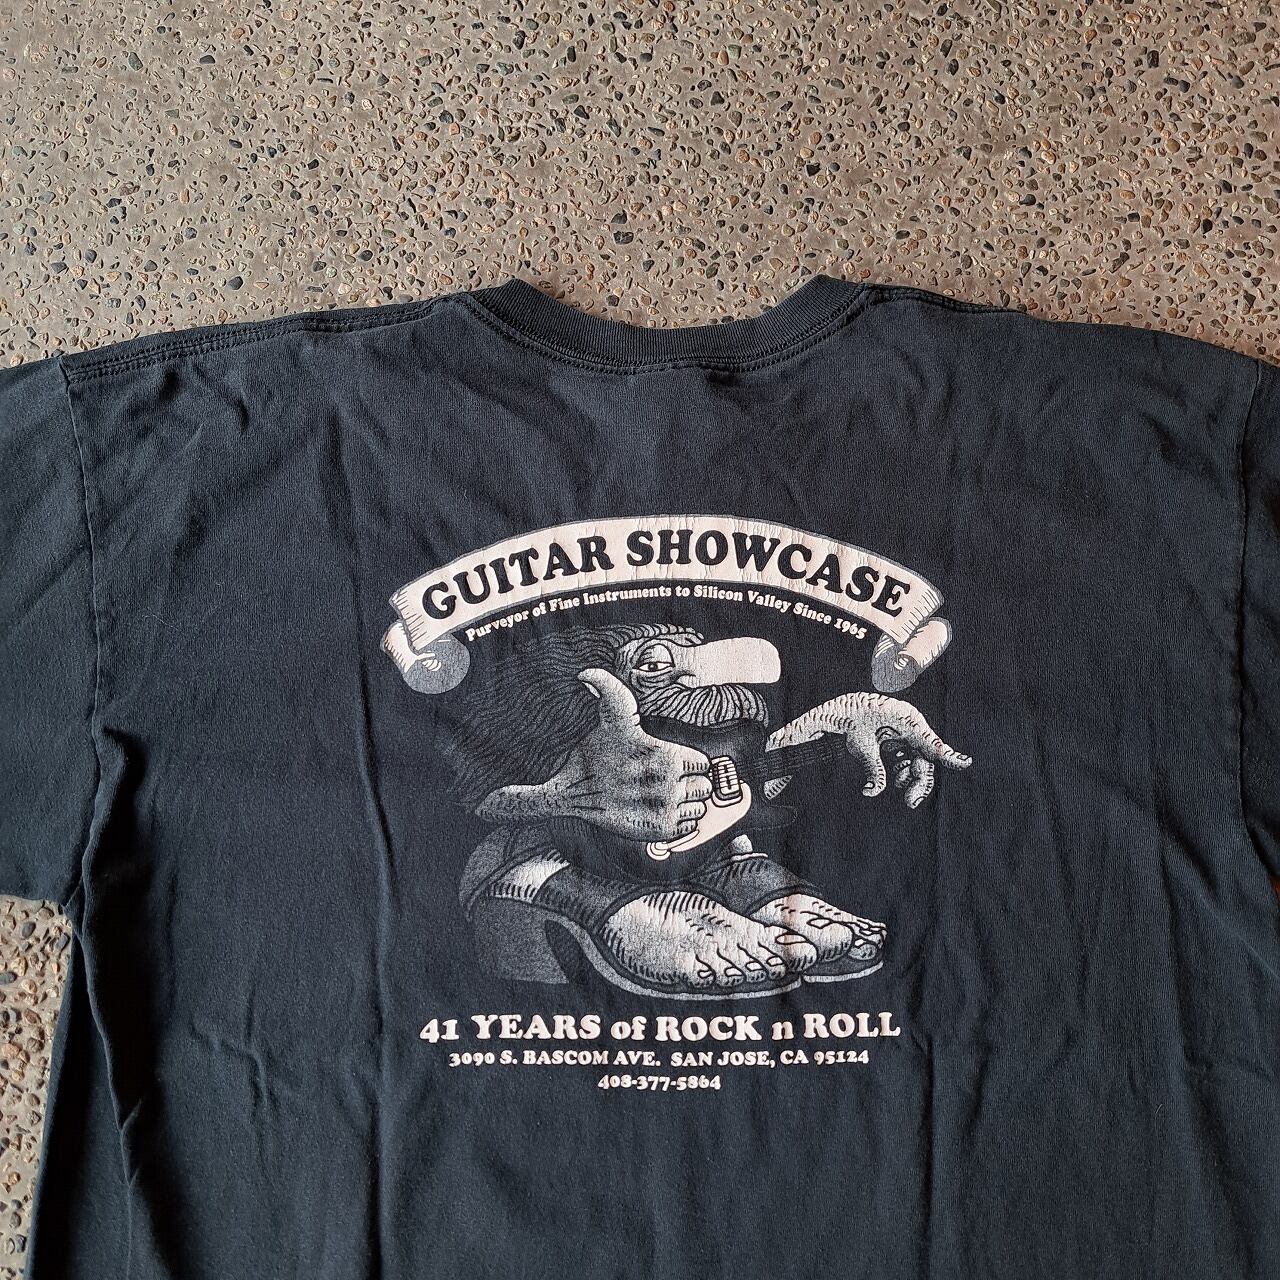 GUITAR SHOWCASE
Purveyor of Fine Instruments to Silicon Valley Since 1965
41 YEARS of ROCK n ROLL
3090 S. BASCOM AVE. SAN JOSE, CA 95124
408-377-5864